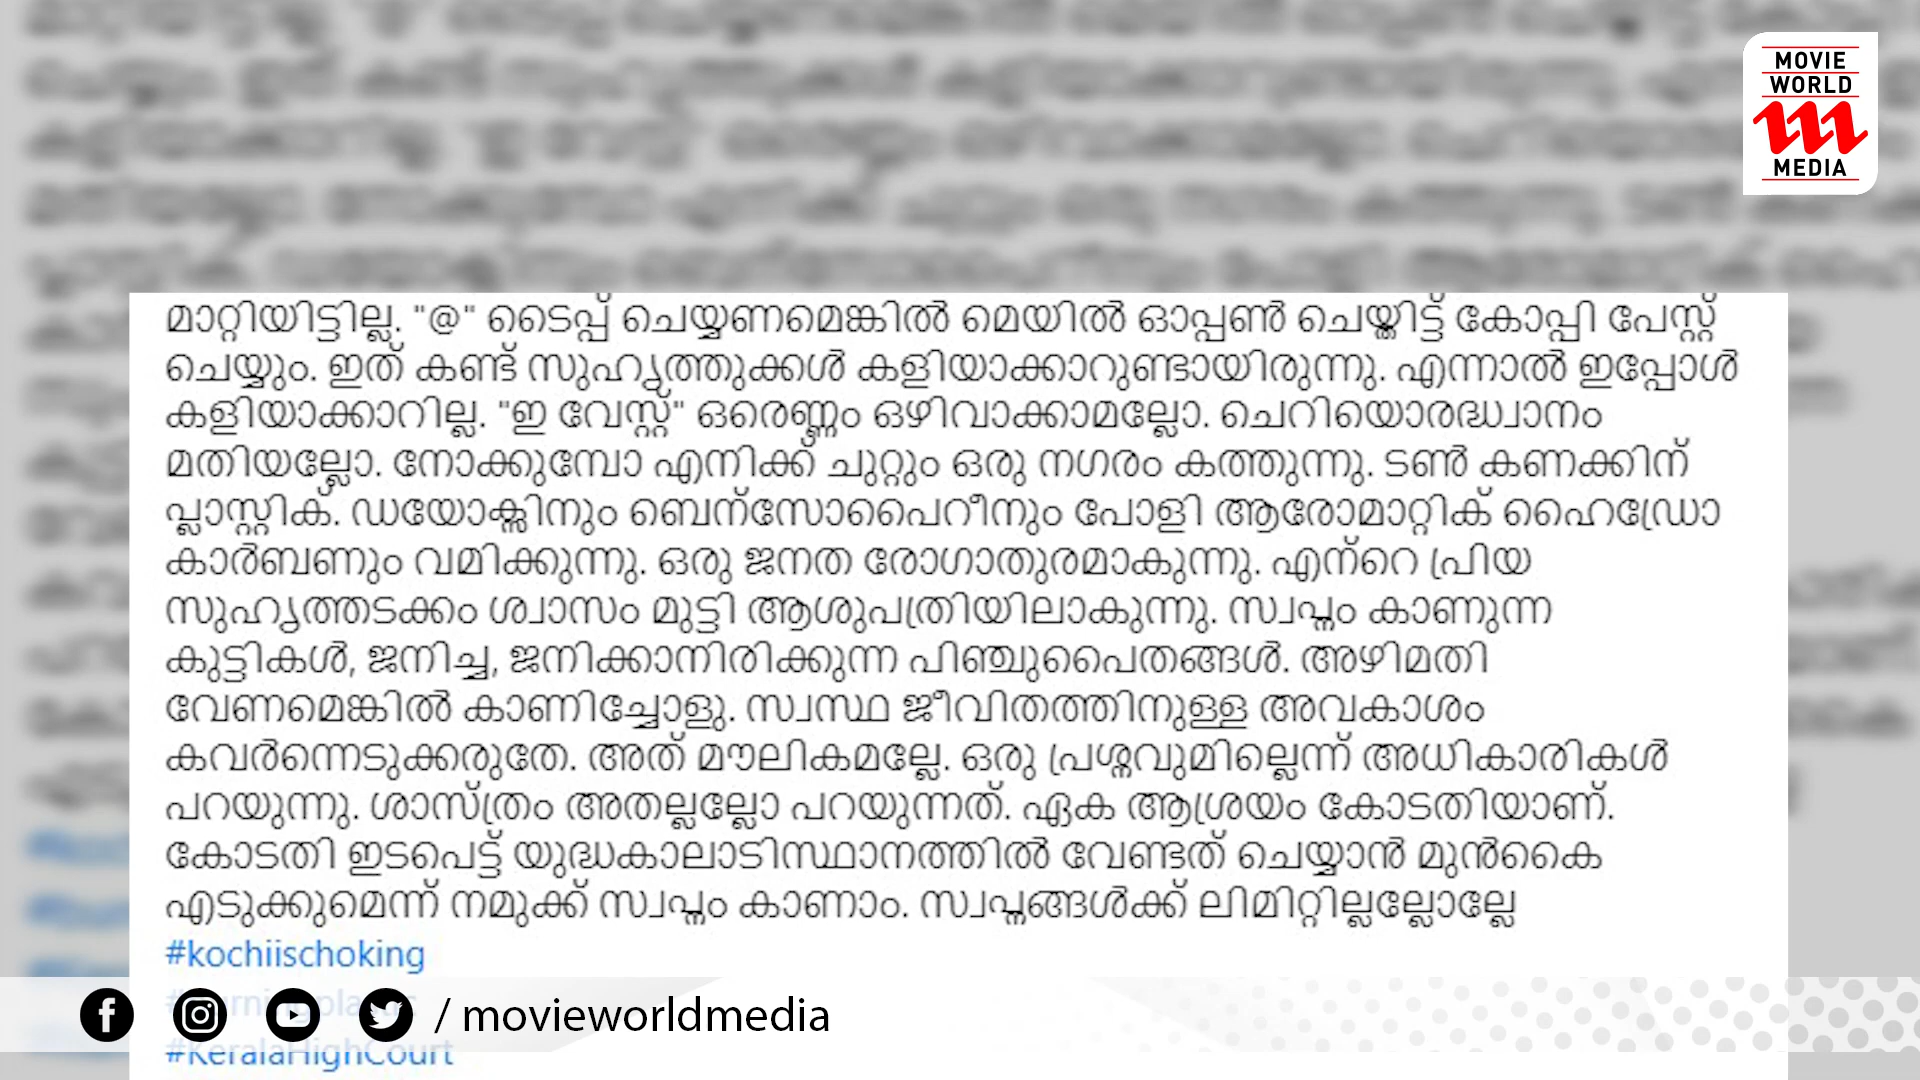 MOVIE
WORLD
MEDIA
മാറ്റിയിട്ടില്ല. "@" ടൈപ്പ് ചെയ്യണമെങ്കിൽ മെയിൽ ഓപ്പൺ ചെയ്തിട്ട് കോപ്പി പേസ്റ്റ്
ചെയ്യും. ഇത് കണ്ട് സുഹൃത്തുക്കൾ കളിയാക്കാറുണ്ടായിരുന്നു. എന്നാൽ ഇപ്പോൾ
കളിയാക്കാറില്ല. "ഇ വേസ്റ്റ്" ഒരെണ്ണം ഒഴിവാക്കാമല്ലോ. ചെറിയൊരദ്ധ്വാനം
മതിയല്ലോ. നോക്കുമ്പോ എനിക്ക് ചുറ്റും ഒരു നഗരം കത്തുന്നു. ടൺ കണക്കിന്
പ്ലാസ്റ്റിക്. ഡയോക്സിനും ബെന്സോപൈറീനും പോളി ആരോമാറ്റിക് ഹൈഡ്രോ
കാർബണും വമിക്കുന്നു. ഒരു ജനത രോഗാതുരമാകുന്നു. എന്റെ പ്രിയ
സുഹൃത്തടക്കം ശ്വാസം മുട്ടി ആശുപത്രിയിലാകുന്നു. സ്വപ്നം കാണുന്ന
കുട്ടികൾ, ജനിച്ച, ജനിക്കാനിരിക്കുന്ന പിഞ്ചുപൈതങ്ങൾ. അഴിമതി
വേണമെങ്കിൽ കാണിച്ചോളു. സ്വസ്ഥ ജീവിതത്തിനുള്ള അവകാശം
കവർന്നെടുക്കരുതേ. അത് മൗലികമല്ലേ. ഒരു പ്രശ്നവുമില്ലെന്ന് അധികാരികൾ
പറയുന്നു. ശാസ്ത്രം അതല്ലല്ലോ പറയുന്നത്. ഏക ആശ്രയം കോടതിയാണ്.
കോടതി ഇടപെട്ട് യുദ്ധകാലാടിസ്ഥാനത്തിൽ വേണ്ടത് ചെയ്യാൻ മുൻകൈ
എടുക്കുമെന്ന് നമുക്ക് സ്വപ്നം കാണാം. സ്വപ്നങ്ങൾക്ക് ലിമിറ്റില്ലല്ലോല്ലേ
#kochiischoking
/ movieworldmedia
#KeralaHighCourt